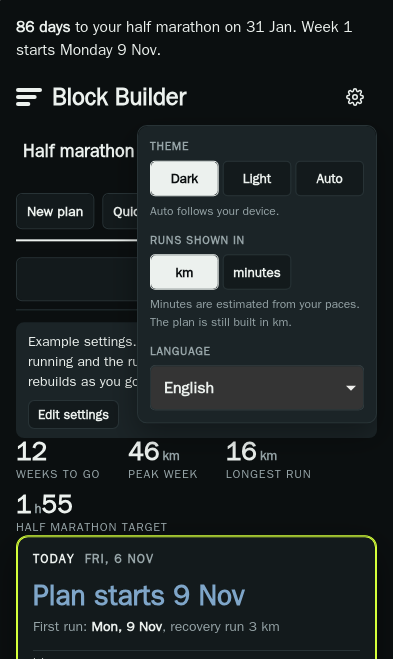 86 days to your half marathon on 31 Jan. Week 1
starts Monday 9 Nov.
Block Builder
Half marathon
New plan
THEME
Dark Light Auto
Auto follows your device.
RUNS SHOWN IN
km minutes
Minutes are estimated from your paces.
The plan is still built in km.
LANGUAGE
English
Example settings.
running and the
rebuilds as you
Edit settings
12 46 km 16 km
WEEKS TO GO PEAK WEEK LONGEST RUN
1h55
HALF MARATHON TARGET
TODAY FRI, 6 NOV
Plan starts 9 Nov
First run: Mon, 9 Nov, recovery run 3 km